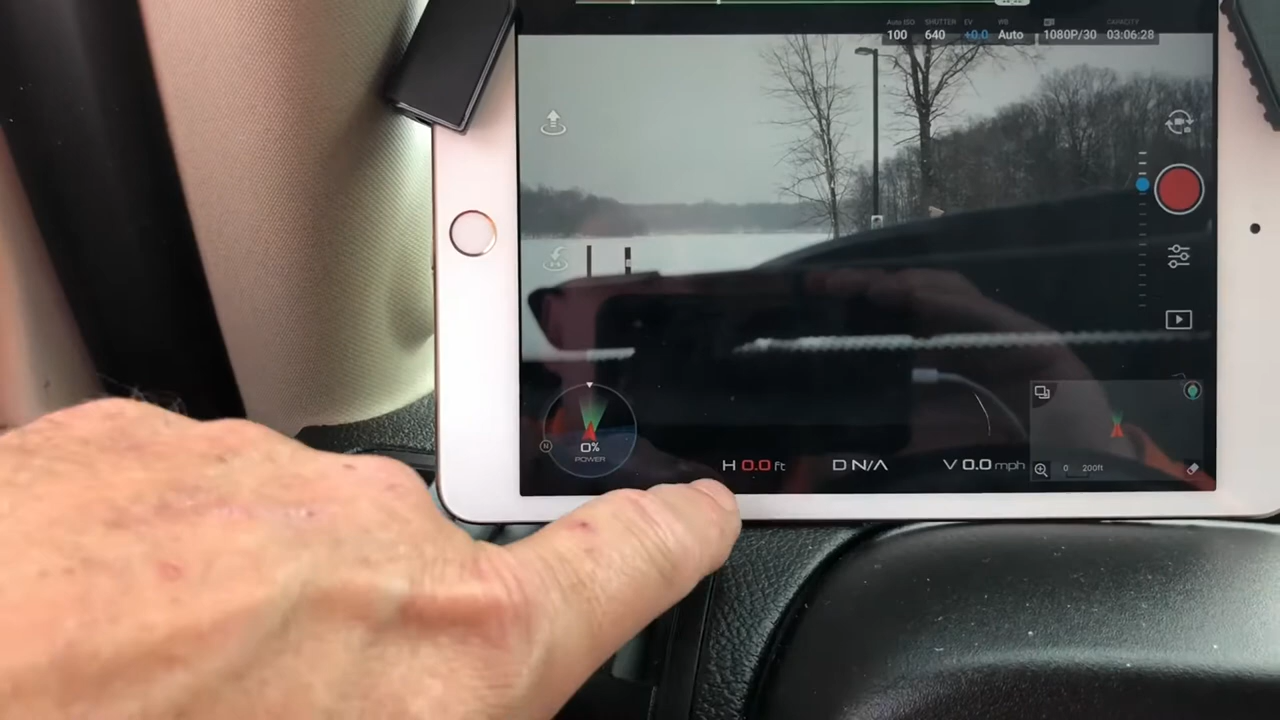 Auto ISO SHUTTER EV WB CAPACITY
100 640 +0.0 Auto 1080P/30 03:06:28
N
0%
POWER
H 0.0 ft D N/A V 0.0 mph
0 200ft